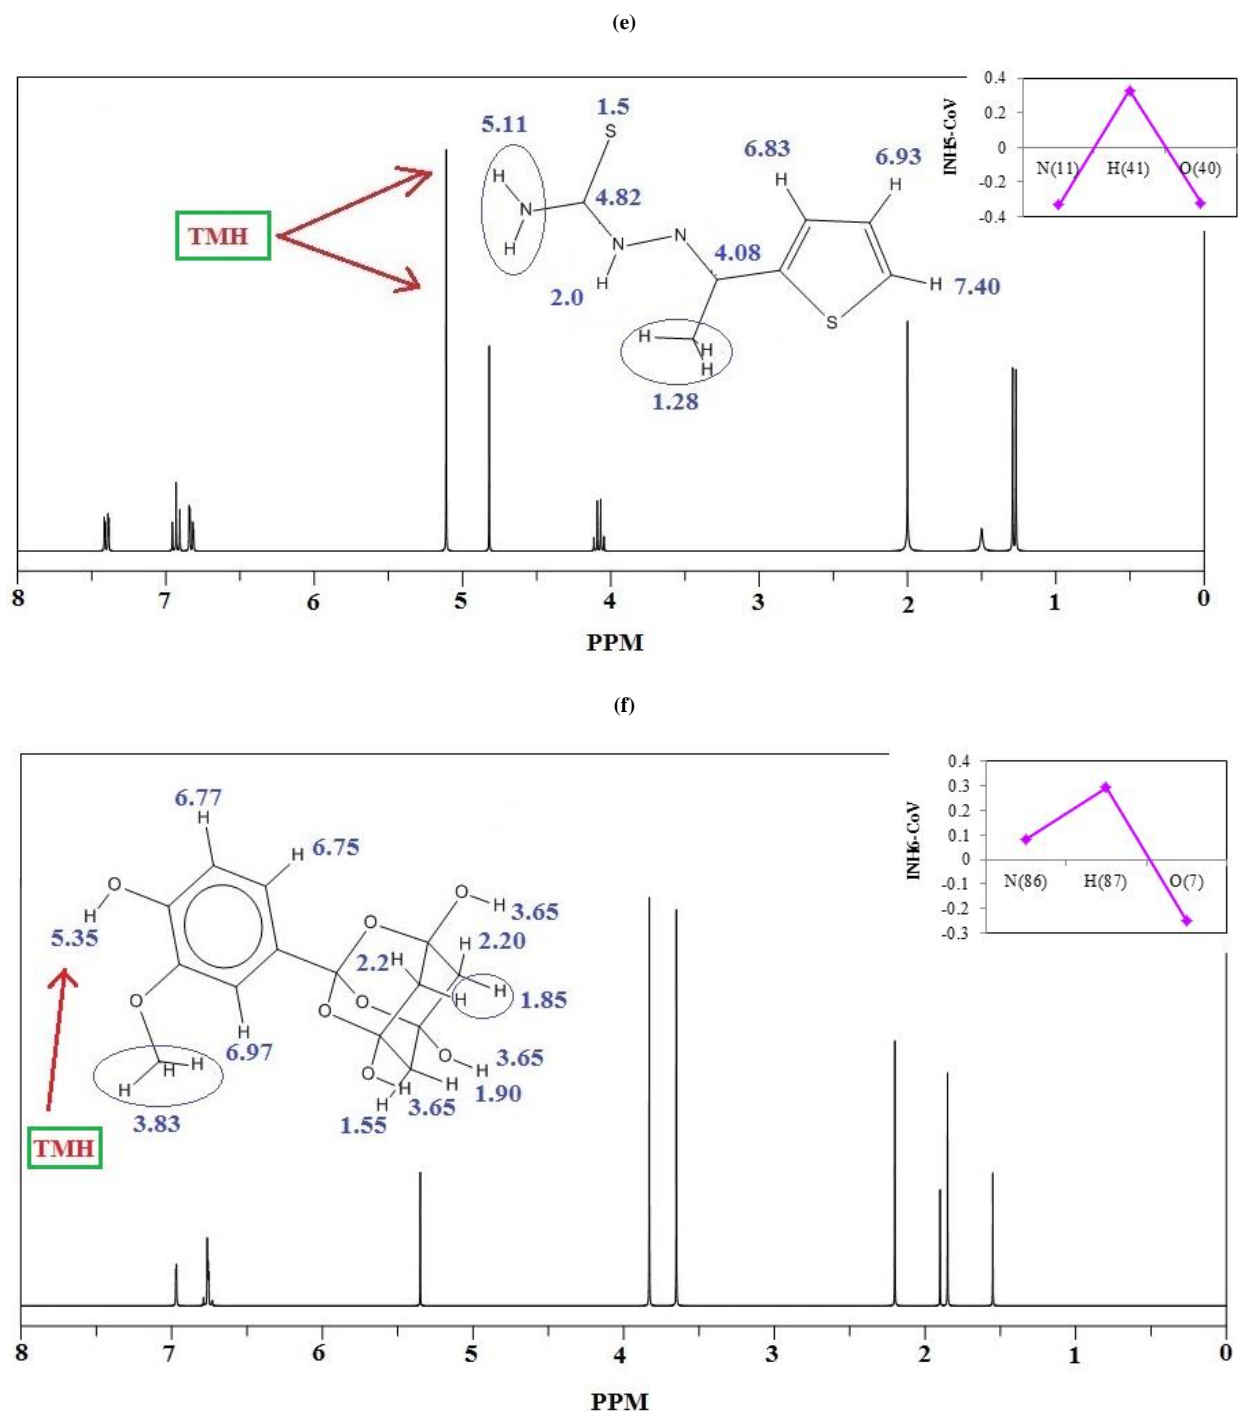 (e)
0.4
0.2
0
-0.2
-0.4
INH5-CoV
N(11)
H(41)
O(40)
TMH
5.11
1.5
S
H
N
H
4.82
N
N
H
2.0
4.08
6.83
H
6.93
H
H
7.40
S
H
H
H
1.28
8
7
6
5
4
3
2
1
0
PPM
(f)
0.4
0.3
0.2
0.1
0
-0.1
-0.2
-0.3
INH6-CoV
N(86)
H(87)
O(7)
6.77
H
H
6.75
O
H
5.35
O
H
6.97
H
H
H
3.83
TMH
O
O
O
O
H
3.65
H
2.20
2.2
H
H
H
1.85
O
H
3.65
O
H
H
H
1.90
3.65
1.55
8
7
6
5
4
3
2
1
0
PPM